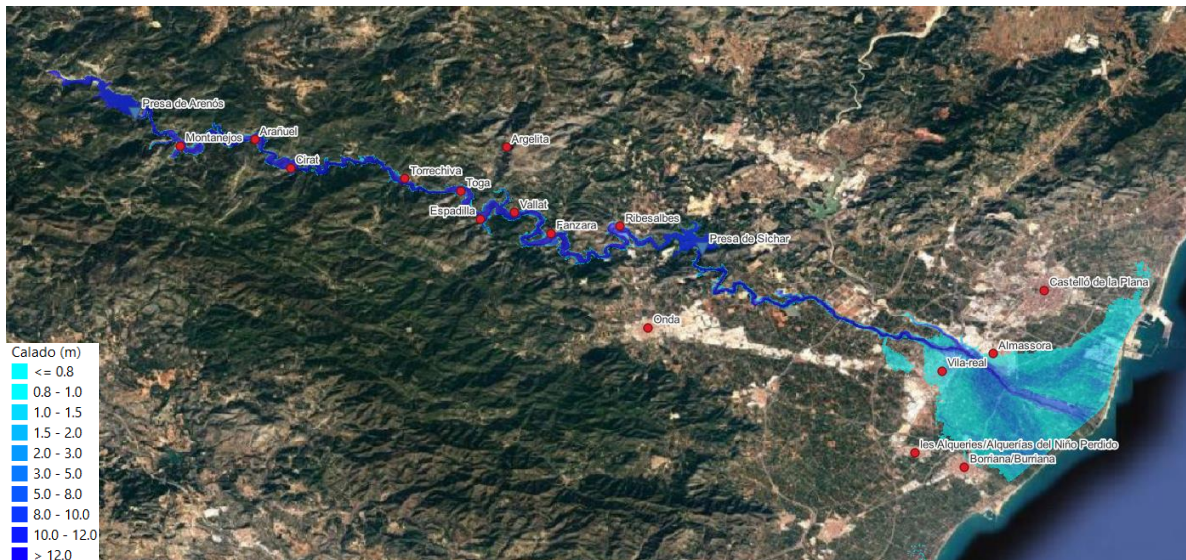 Presa de Arenós
Montanejos
Arañuel
Argelita
Cirat
Torrechiva
Toga
Espadilla
Vallat
Fanzara
Ribesalbes
Presa de Sichar
Castelló de la Plana
Onda
Almassora
Vila-real
les Alqueries/Alquerías del Niño Perdido
Borriana/Burriana
Calado (m)
<= 0.8
0.8 - 1.0
1.0 - 1.5
1.5 - 2.0
2.0 - 3.0
3.0 - 5.0
5.0 - 8.0
8.0 - 10.0
10.0 - 12.0
> 12.0